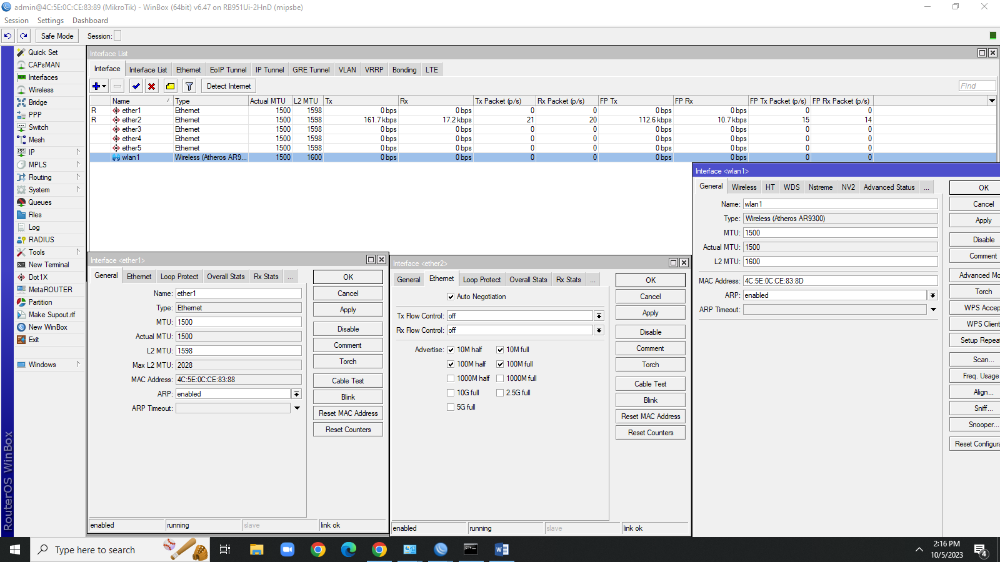 admin@4C:5E:0C:CE:83:89 (MikroTik) - WinBox (64bit) v6.47 on RB951Ui-2HnD (mipsbe)
Session Settings Dashboard
Safe Mode Session:
Quick Set
CAPsMAN
Interfaces
Wireless
Bridge
PPP
Switch
Mesh
IP
MPLS
Routing
System
Queues
Files
Log
RADIUS
Tools
New Terminal
Dot1X
MetaROUTER
Partition
Make Supout.rif
New WinBox
Exit
Windows
RouterOS WinBox
Interface List
Interface Interface List Ethernet EoIP Tunnel IP Tunnel GRE Tunnel VLAN VRRP Bonding LTE
Detect Internet Find
Name Type Actual MTU L2 MTU Tx Rx Tx Packet (p/s) Rx Packet (p/s) FP Tx FP Rx FP Tx Packet (p/s) FP Rx Packet (p/s)
R ether1 Ethernet 1500 1598 0 bps 0 bps 0 0 0 bps 0 bps 0 0
R ether2 Ethernet 1500 1598 161.7 kbps 17.2 kbps 21 20 112.6 kbps 10.7 kbps 15 14
ether3 Ethernet 1500 1598 0 bps 0 bps 0 0 0 bps 0 bps 0 0
ether4 Ethernet 1500 1598 0 bps 0 bps 0 0 0 bps 0 bps 0 0
ether5 Ethernet 1500 1598 0 bps 0 bps 0 0 0 bps 0 bps 0 0
wlan1 Wireless (Atheros AR9... 1500 1600 0 bps 0 bps 0 0 0 bps 0 bps 0 0
Interface <ether1>
General Ethernet Loop Protect Overall Stats Rx Stats ...
Name: ether1
Type: Ethernet
MTU: 1500
Actual MTU: 1500
L2 MTU: 1598
Max L2 MTU: 2028
MAC Address: 4C:5E:0C:CE:83:88
ARP: enabled
ARP Timeout:
OK
Cancel
Apply
Disable
Comment
Torch
Cable Test
Blink
Reset MAC Address
Reset Counters
enabled running slave link ok
Interface <ether2>
General Ethernet Loop Protect Overall Stats Rx Stats ...
Auto Negotiation
Tx Flow Control: off
Rx Flow Control: off
Advertise: 10M half 10M full
100M half 100M full
1000M half 1000M full
10G full 2.5G full
5G full
OK
Cancel
Apply
Disable
Comment
Torch
Cable Test
Blink
Reset MAC Address
Reset Counters
enabled running slave link ok
Interface <wlan1>
General Wireless HT WDS Nstreme NV2 Advanced Status ...
Name: wlan1
Type: Wireless (Atheros AR9300)
MTU: 1500
Actual MTU: 1500
L2 MTU: 1600
MAC Address: 4C:5E:0C:CE:83:8D
ARP: enabled
ARP Timeout:
OK
Cancel
Apply
Disable
Comment
Advanced Mo
Torch
WPS Accep
WPS Client
Setup Repea
Scan...
Freq. Usage
Align...
Sniff...
Snooper...
Reset Configura
Type here to search
2:16 PM
10/5/2023
4